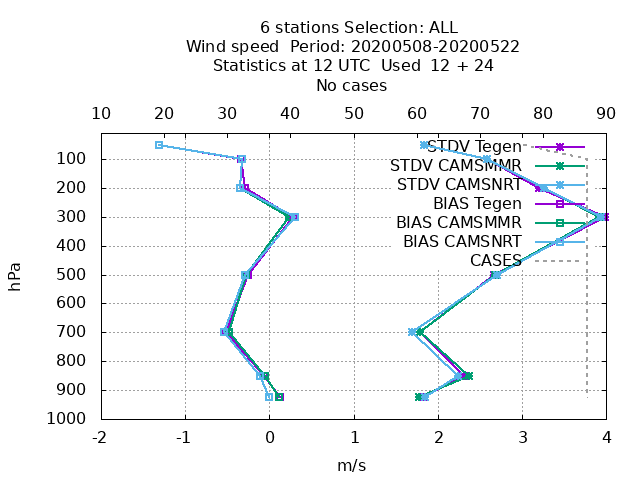 6 stations Selection: ALL
Wind speed  Period: 20200508-20200522
Statistics at 12 UTC  Used  12 + 24
No cases
10 20 30 40 50 60 70 80 90
STDV Tegen
STDV CAMSMMR
STDV CAMSNRT
BIAS Tegen
BIAS CAMSMMR
BIAS CAMSNRT
CASES
100
200
300
400
500
600
700
800
900
1000
hPa
-2 -1 0 1 2 3 4
m/s